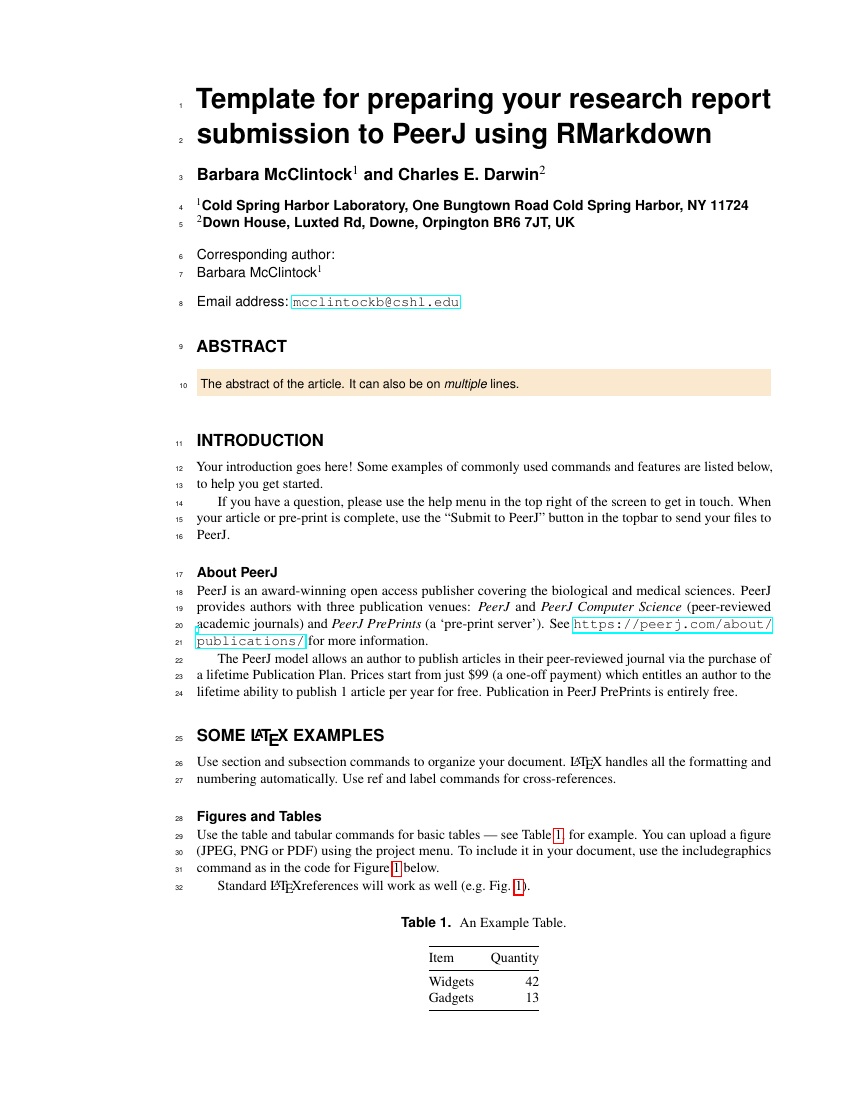 1 Template for preparing your research report
2 submission to PeerJ using RMarkdown
3 Barbara McClintock¹ and Charles E. Darwin²
4 ¹Cold Spring Harbor Laboratory, One Bungtown Road Cold Spring Harbor, NY 11724
5 ²Down House, Luxted Rd, Downe, Orpington BR6 7JT, UK
6 Corresponding author:
7 Barbara McClintock¹
8 Email address: mcclintockb@cshl.edu
9 ABSTRACT
10 The abstract of the article. It can also be on multiple lines.
11 INTRODUCTION
12 Your introduction goes here! Some examples of commonly used commands and features are listed below,
13 to help you get started.
14 If you have a question, please use the help menu in the top right of the screen to get in touch. When
15 your article or pre-print is complete, use the “Submit to PeerJ” button in the topbar to send your files to
16 PeerJ.
17 About PeerJ
18 PeerJ is an award-winning open access publisher covering the biological and medical sciences. PeerJ
19 provides authors with three publication venues: PeerJ and PeerJ Computer Science (peer-reviewed
20 academic journals) and PeerJ PrePrints (a ‘pre-print server’). See https://peerj.com/about/
21 publications/ for more information.
22 The PeerJ model allows an author to publish articles in their peer-reviewed journal via the purchase of
23 a lifetime Publication Plan. Prices start from just $99 (a one-off payment) which entitles an author to the
24 lifetime ability to publish 1 article per year for free. Publication in PeerJ PrePrints is entirely free.
25 SOME LATEX EXAMPLES
26 Use section and subsection commands to organize your document. LATEX handles all the formatting and
27 numbering automatically. Use ref and label commands for cross-references.
28 Figures and Tables
29 Use the table and tabular commands for basic tables — see Table 1, for example. You can upload a figure
30 (JPEG, PNG or PDF) using the project menu. To include it in your document, use the includegraphics
31 command as in the code for Figure 1 below.
32 Standard LATEXreferences will work as well (e.g. Fig. 1).
Table 1. An Example Table.
Item Quantity
Widgets 42
Gadgets 13